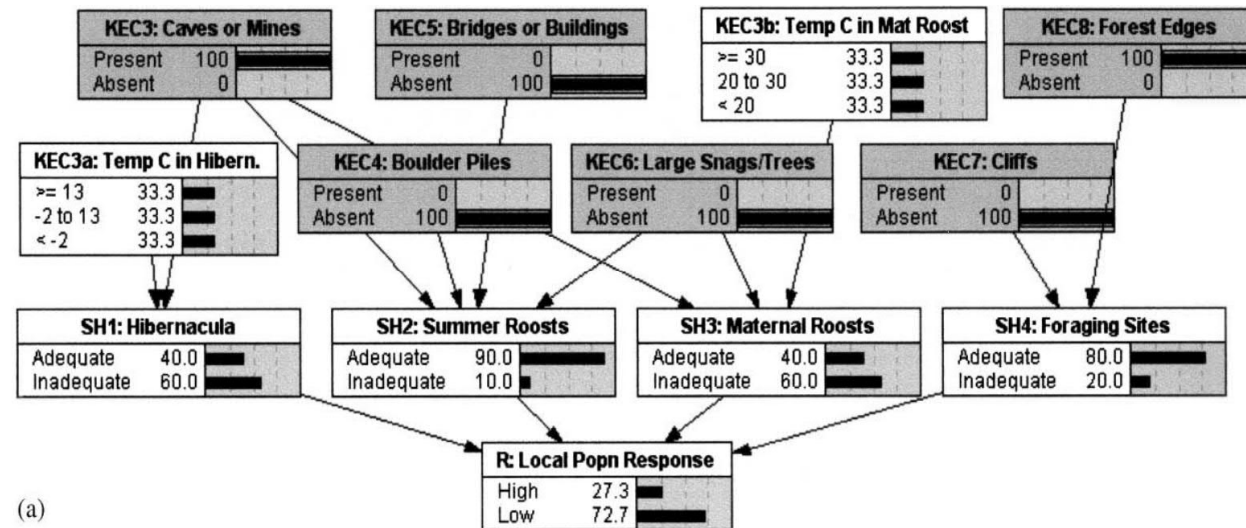 KEC3: Caves or Mines
Present 100
Absent 0
KEC5: Bridges or Buildings
Present 0
Absent 100
KEC3b: Temp C in Mat Roost
>= 30 33.3
20 to 30 33.3
< 20 33.3
KEC8: Forest Edges
Present 100
Absent 0
KEC3a: Temp C in Hibern.
>= 13 33.3
-2 to 13 33.3
< -2 33.3
KEC4: Boulder Piles
Present 0
Absent 100
KEC6: Large Snags/Trees
Present 0
Absent 100
KEC7: Cliffs
Present 0
Absent 100
SH1: Hibernacula
Adequate 40.0
Inadequate 60.0
SH2: Summer Roosts
Adequate 90.0
Inadequate 10.0
SH3: Maternal Roosts
Adequate 40.0
Inadequate 60.0
SH4: Foraging Sites
Adequate 80.0
Inadequate 20.0
R: Local Popn Response
High 27.3
Low 72.7
(a)